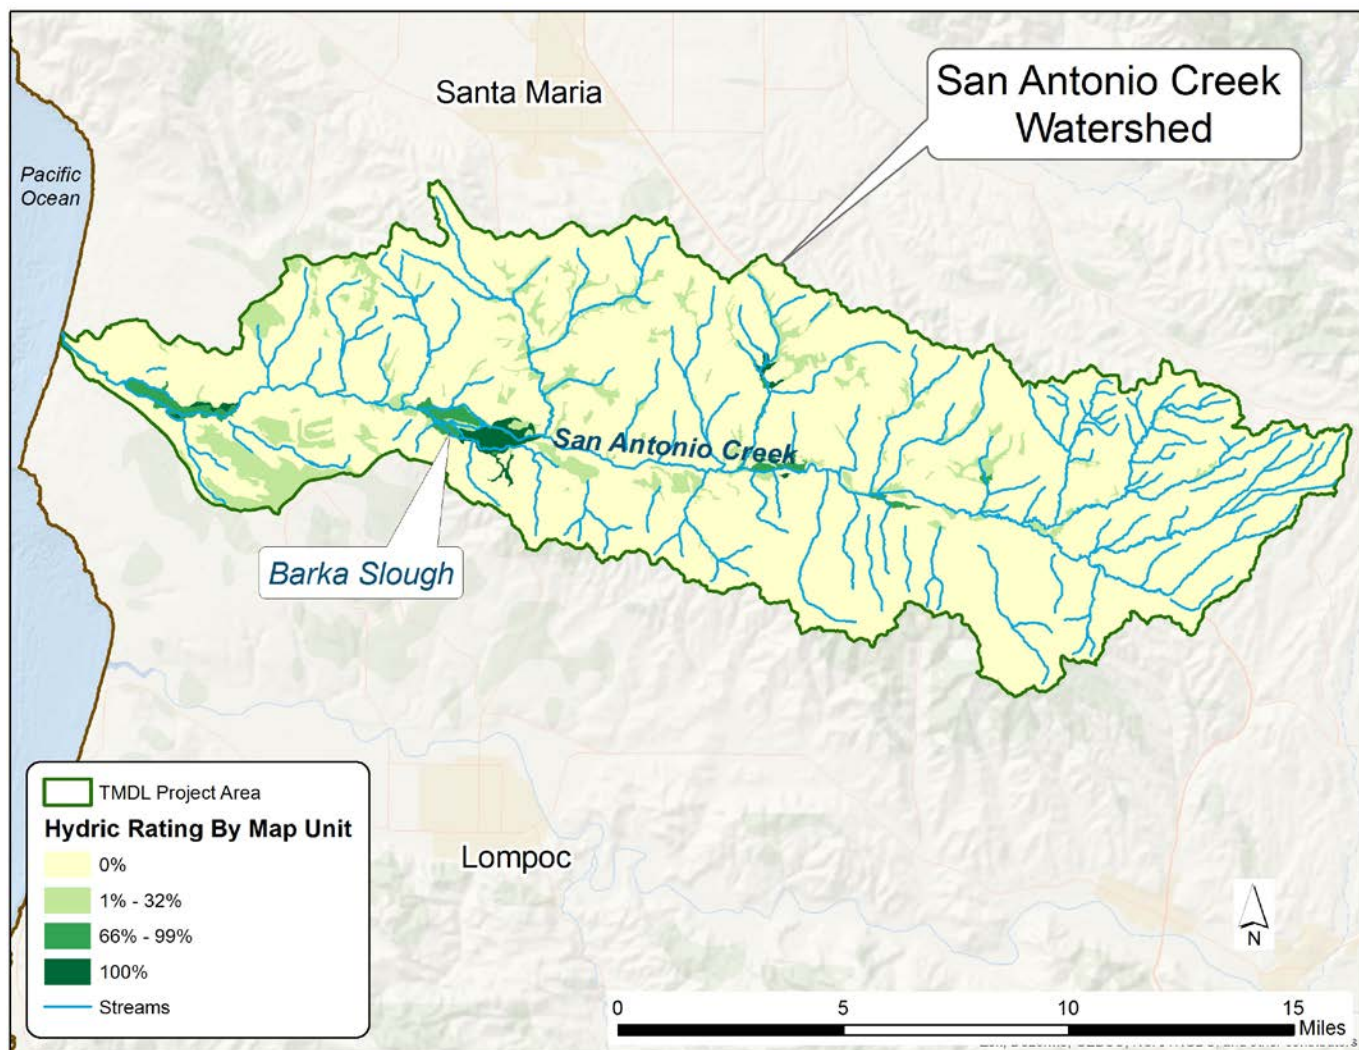 San Antonio Creek
Watershed
Santa Maria
Pacific
Ocean
San Antonio Creek
Barka Slough
TMDL Project Area
Hydric Rating By Map Unit
0%
1% - 32%
66% - 99%
100%
Streams
Lompoc
N
0 5 10 15
Miles